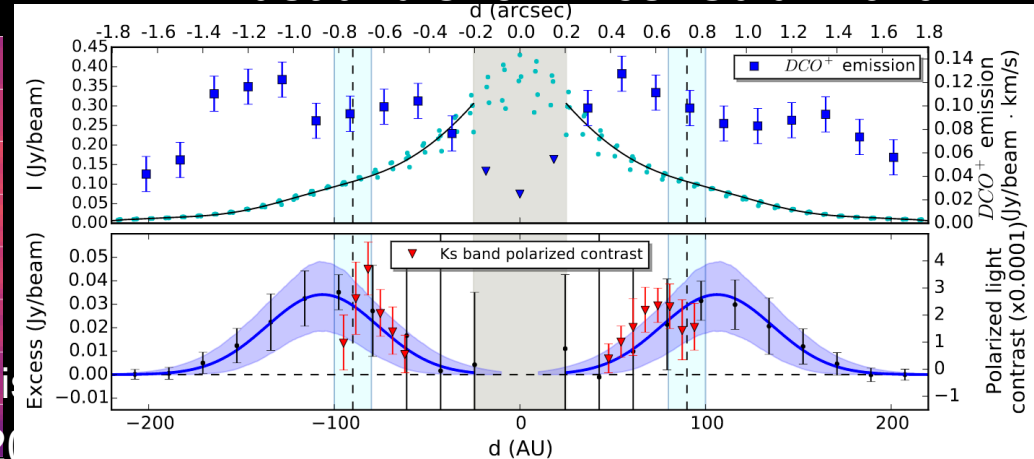 d (arcsec)
-1.8 -1.6 -1.4 -1.2 -1.0 -0.8 -0.6 -0.4 -0.2 0.0 0.2 0.4 0.6 0.8 1.0 1.2 1.4 1.6 1.8
I (Jy/beam)
0.45
0.40
0.35
0.30
0.25
0.20
0.15
0.10
0.05
0.00
DCO⁺ emission
0.14
0.12
0.10
0.08
0.06
0.04
0.02
0.00
DCO⁺ emission
(Jy/beam · km/s)
Excess (Jy/beam)
0.05
0.04
0.03
0.02
0.01
0.00
−0.01
Ks band polarized contrast
4
3
2
1
0
−1
Polarized light
contrast (x0.0001)
−200 −100 0 100 200
d (AU)